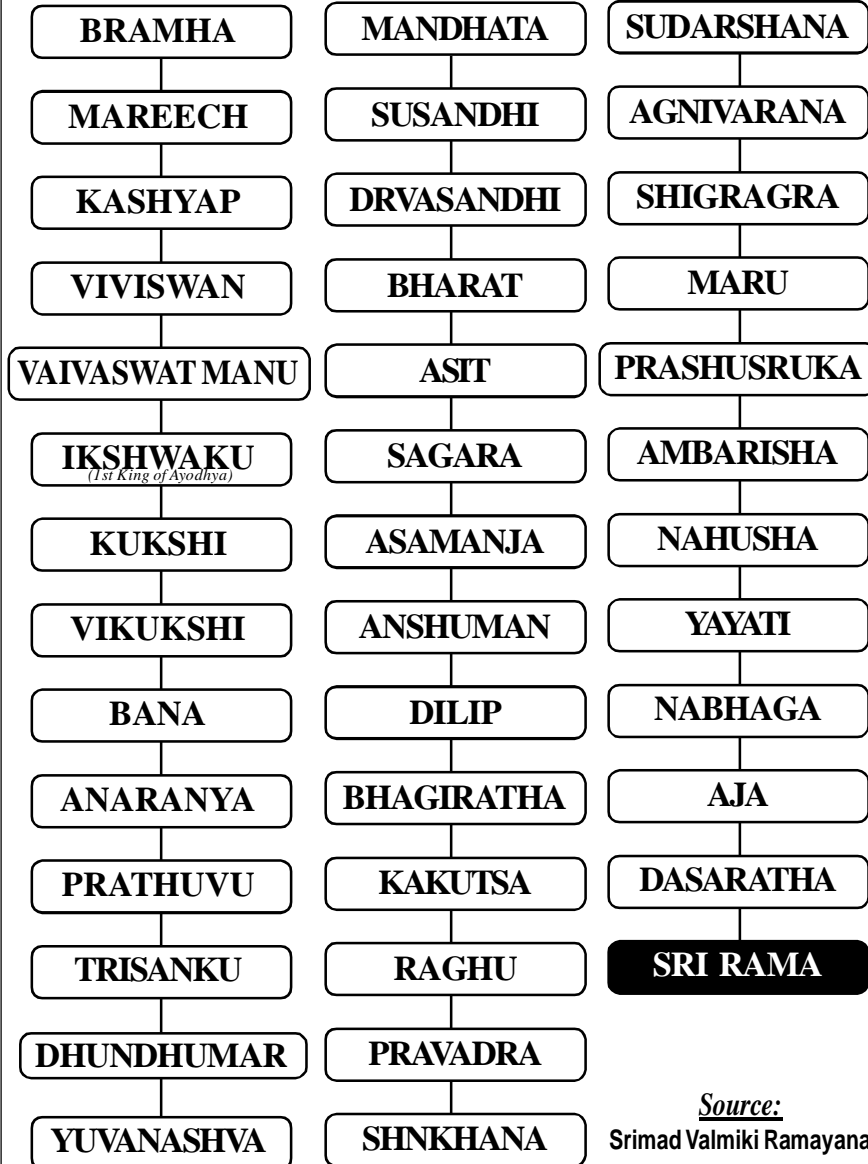 BRAMHA
MAREECH
KASHYAP
VIVISWAN
VAIVASWAT MANU
IKSHWAKU
(1st King of Ayodhya)
KUKSHI
VIKUKSHI
BANA
ANARANYA
PRATHUVU
TRISANKU
DHUNDHUMAR
YUVANASHVA
MANDHATA
SUSANDHI
DRVASANDHI
BHARAT
ASIT
SAGARA
ASAMANJA
ANSHUMAN
DILIP
BHAGIRATHA
KAKUTSA
RAGHU
PRAVADRA
SHNKHANA
SUDARSHANA
AGNIVARANA
SHIGRAGRA
MARU
PRASHUSRUKA
AMBARISHA
NAHUSHA
YAYATI
NABHAGA
AJA
DASARATHA
SRI RAMA
Source:
Srimad Valmiki Ramayana